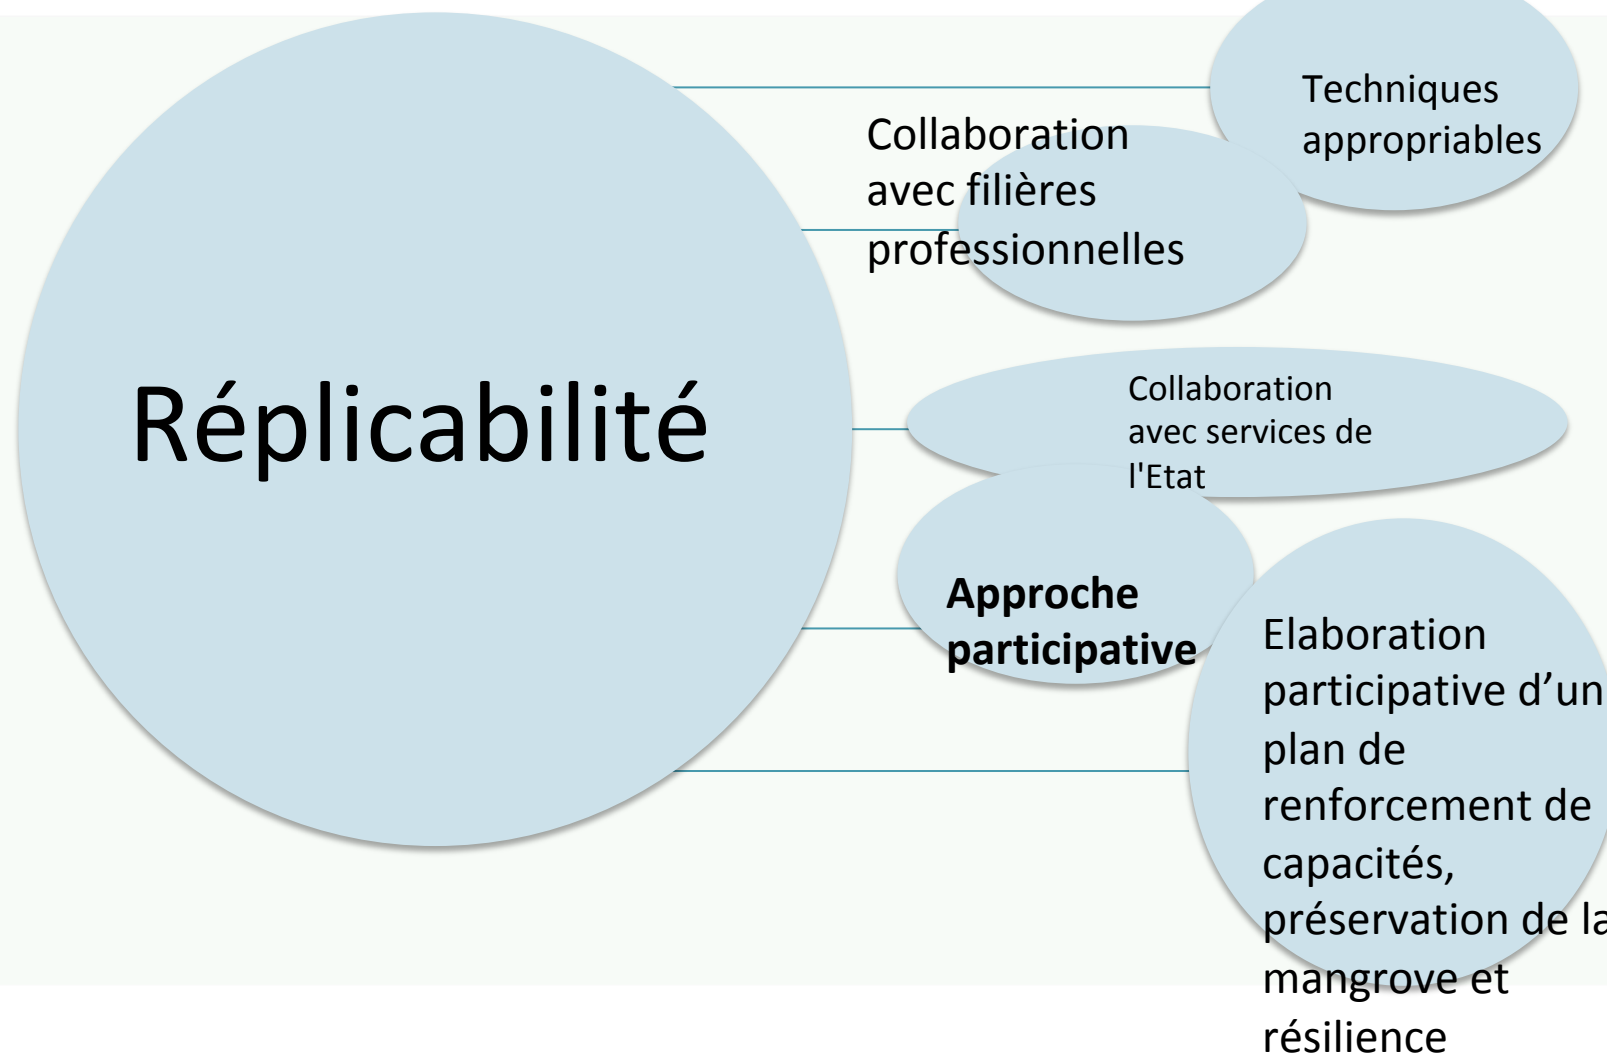 Réplicabilité
Techniques
appropriables
Collaboration
avec filières
professionnelles
Collaboration
avec services de
l'Etat
Approche
participative
Elaboration
participative d’un
plan de
renforcement de
capacités,
préservation de la
mangrove et
résilience